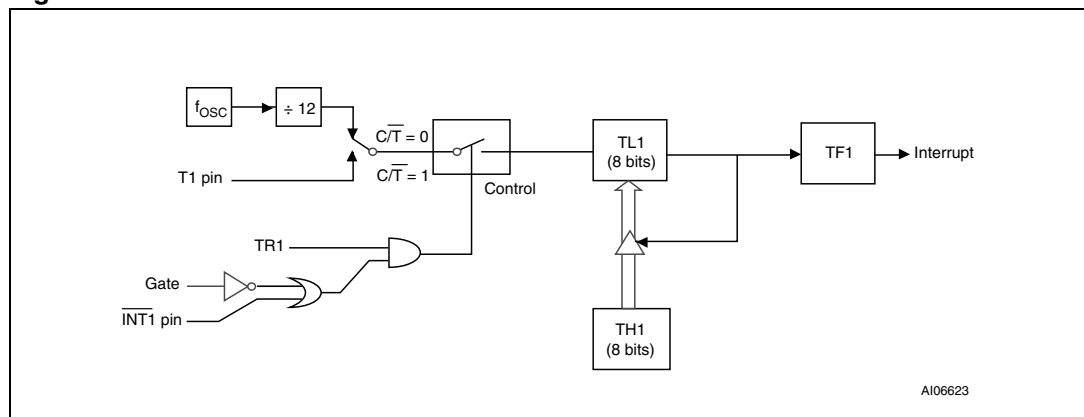 fOSC
÷ 12
C/T̅ = 0
T1 pin
C/T̅ = 1
Control
TL1
(8 bits)
TF1
Interrupt
TR1
Gate
I̅N̅T̅1̅ pin
TH1
(8 bits)
AI06623